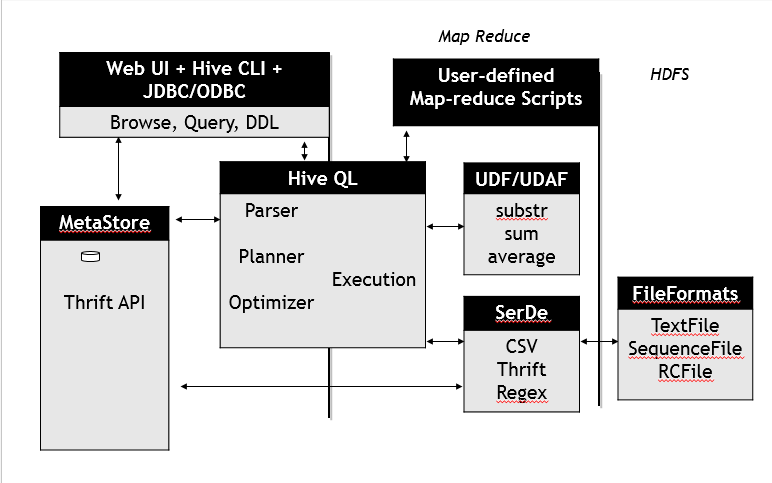 Map Reduce
HDFS
Web UI + Hive CLI +
JDBC/ODBC
Browse, Query, DDL
User-defined
Map-reduce Scripts
Hive QL
Parser
Planner
Execution
Optimizer
UDF/UDAF
substr
sum
average
MetaStore
Thrift API
SerDe
CSV
Thrift
Regex
FileFormats
TextFile
SequenceFile
RCFile